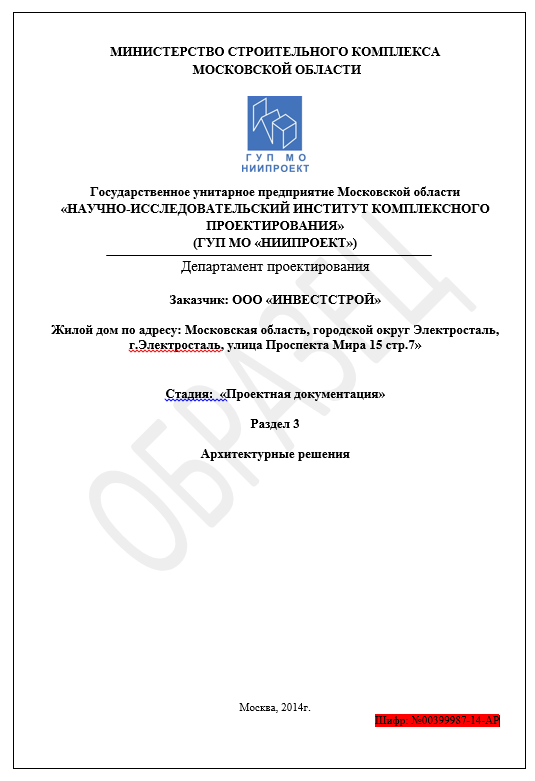 МИНИСТЕРСТВО СТРОИТЕЛЬНОГО КОМПЛЕКСА
МОСКОВСКОЙ ОБЛАСТИ
ГУП МО
НИИПРОЕКТ
Государственное унитарное предприятие Московской области
«НАУЧНО-ИССЛЕДОВАТЕЛЬСКИЙ ИНСТИТУТ КОМПЛЕКСНОГО
ПРОЕКТИРОВАНИЯ»
(ГУП МО «НИИПРОЕКТ»)
Департамент проектирования
Заказчик: ООО «ИНВЕСТСТРОЙ»
Жилой дом по адресу: Московская область, городской округ Электросталь,
г.Электросталь, улица Проспекта Мира 15 стр.7»
Стадия: «Проектная документация»
Раздел 3
Архитектурные решения
ОБРАЗЕЦ
Москва, 2014г.
Шифр: №00399987-14-АР